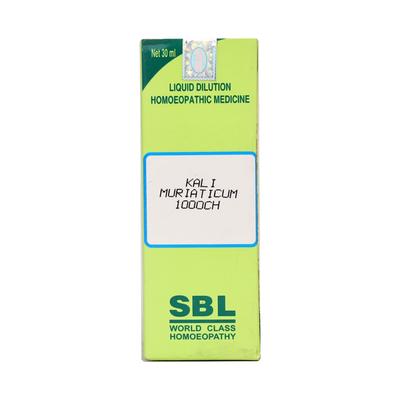 Net 30 ml
LIQUID DILUTION
HOMOEOPATHIC MEDICINE
KALI
MURIATICUM
1000CH
SBL
WORLD CLASS
HOMOEOPATHY